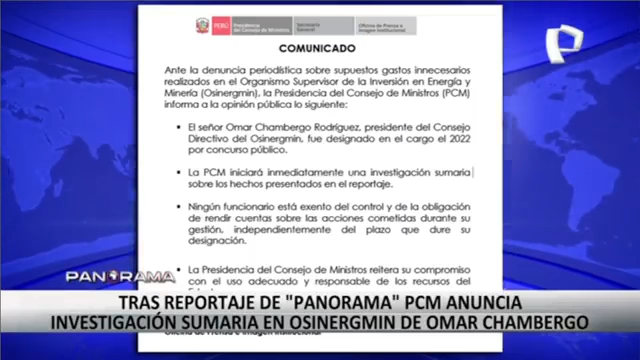 PERÚ
Presidencia
del Consejo de Ministros
Secretaría
General
Oficina de Prensa e
Imagen Institucional
COMUNICADO
Ante la denuncia periodística sobre supuestos gastos innecesarios
realizados en el Organismo Supervisor de la Inversión en Energía y
Minería (Osinergmin), la Presidencia del Consejo de Ministros (PCM)
informa a la opinión pública lo siguiente:
• El señor Omar Chambergo Rodríguez, presidente del Consejo
Directivo del Osinergmin, fue designado en el cargo el 2022
por concurso público.
• La PCM iniciará inmediatamente una investigación sumaria
sobre los hechos presentados en el reportaje.
• Ningún funcionario está exento del control y de la obligación
de rendir cuentas sobre las acciones cometidas durante su
gestión, independientemente del plazo que dure su
designación.
• La Presidencia del Consejo de Ministros reitera su compromiso
con el uso adecuado y responsable de los recursos del
PANORAMA
TRAS REPORTAJE DE "PANORAMA" PCM ANUNCIA
INVESTIGACIÓN SUMARIA EN OSINERGMIN DE OMAR CHAMBERGO
Oficina de Prensa e Imagen Institucional